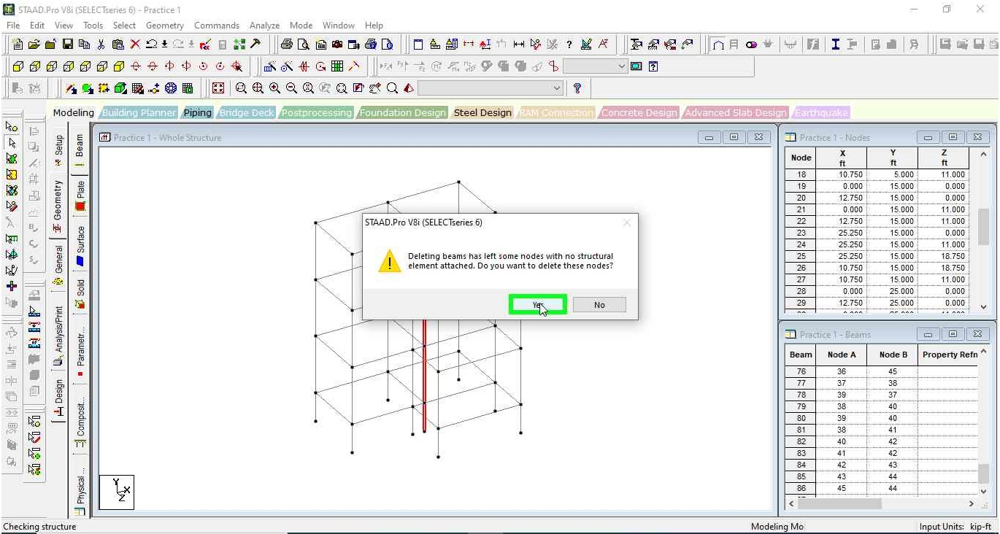 STAAD.Pro V8i (SELECTseries 6) - Practice 1
File Edit View Tools Select Geometry Commands Analyze Mode Window Help
Modeling Building Planner Piping Bridge Deck Postprocessing Foundation Design Steel Design RAM Connection Concrete Design Advanced Slab Design Earthquake
Setup
Geometry
General
Analysis/Print
Design
Beam
Plate
Surface
Solid
Parametr...
Composit...
Physical ...
Practice 1 - Whole Structure
STAAD.Pro V8i (SELECTseries 6)
Deleting beams has left some nodes with no structural
element attached. Do you want to delete these nodes?
No
Y
X
Z
Practice 1 - Nodes
Node X Y Z
ft ft ft
18 10.750 5.000 11.000
19 0.000 15.000 0.000
20 12.750 15.000 0.000
21 0.000 15.000 11.000
22 12.750 15.000 11.000
23 25.250 15.000 0.000
24 25.250 15.000 11.000
25 25.250 15.000 18.750
26 10.750 15.000 18.750
27 10.750 15.000 11.000
28 0.000 25.000 0.000
29 12.750 25.000 0.000
Practice 1 - Beams
Beam Node A Node B Property Refn
76 36 45
77 37 38
78 39 37
79 38 40
80 39 40
81 38 41
82 40 42
83 41 42
84 42 43
85 43 44
86 45 44
Checking structure Modeling Mo Input Units: kip-ft